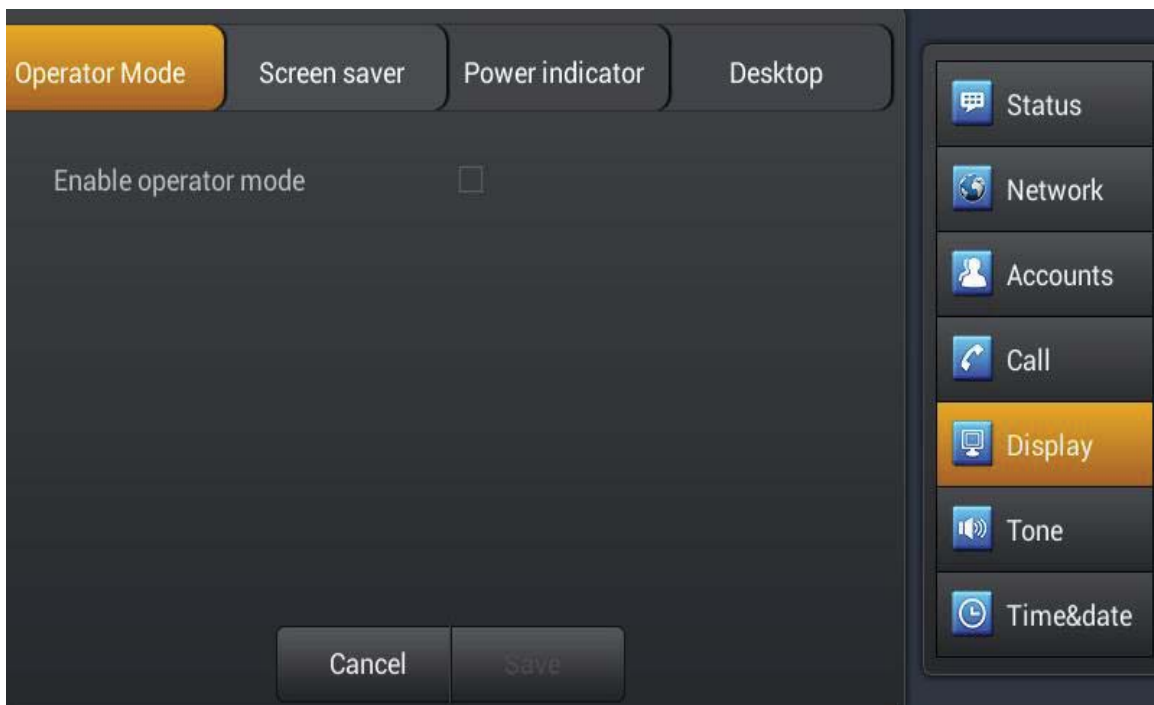 Operator Mode
Screen saver
Power indicator
Desktop
Enable operator mode
Cancel
Save
Status
Network
Accounts
Call
Display
Tone
Time&date